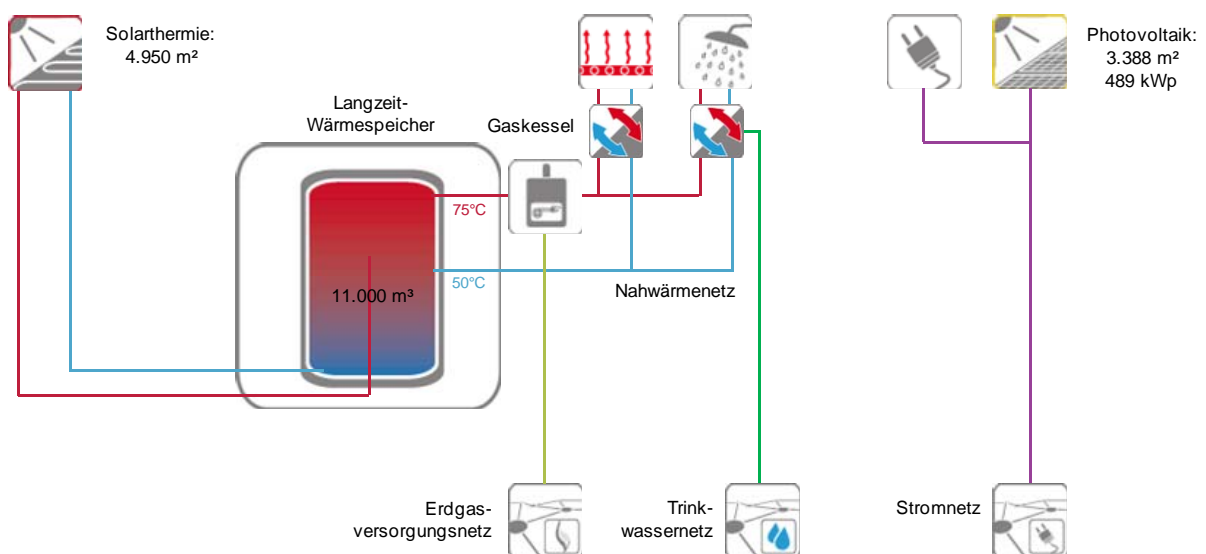 Solarthermie:
4.950 m²
Photovoltaik:
3.388 m²
489 kWp
Langzeit-
Wärmespeicher
Gaskessel
75°C
50°C
11.000 m³
Nahwärmenetz
Erdgas-
versorgungsnetz
Trink-
wassernetz
Stromnetz